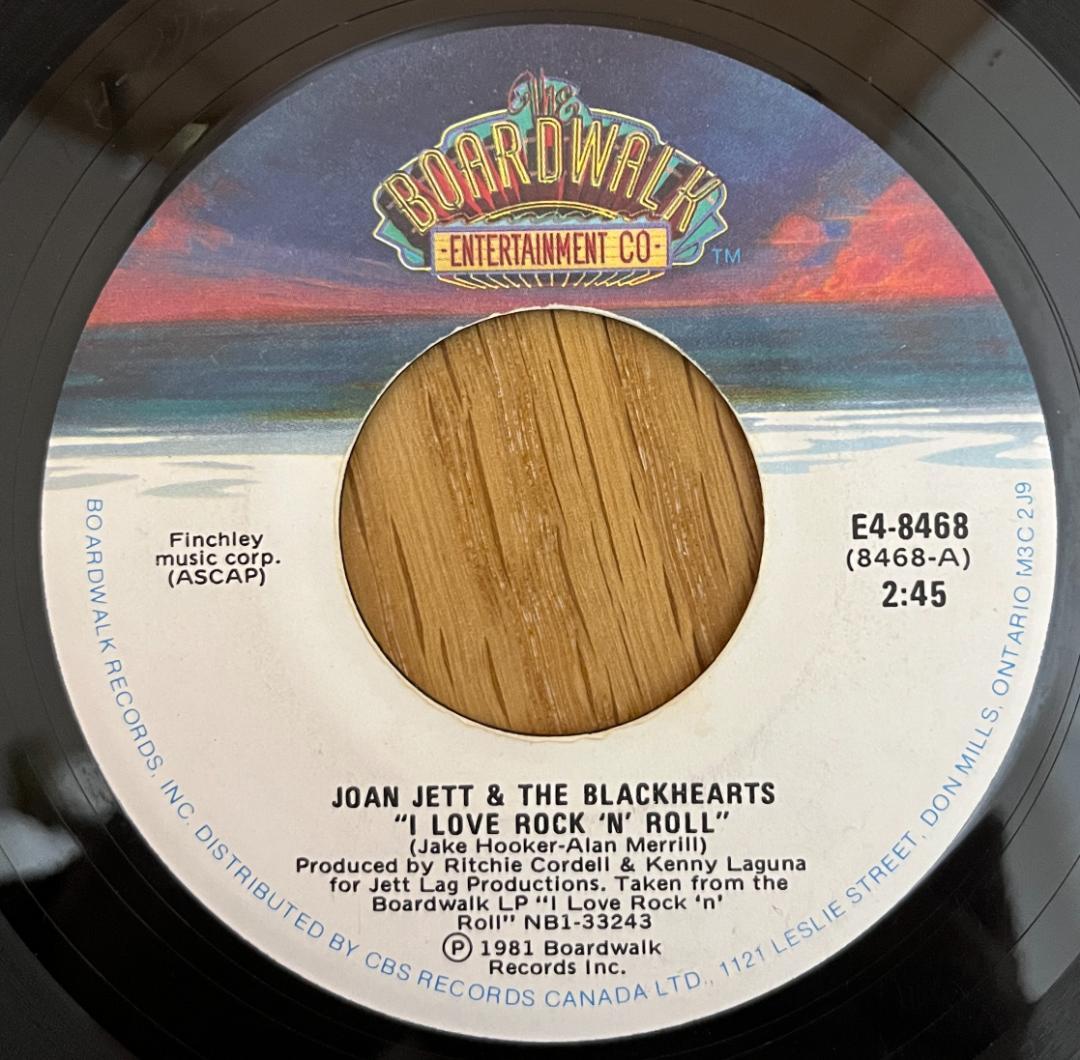 The
BOARDWALK
-ENTERTAINMENT CO-
TM
Finchley
music corp.
(ASCAP)
E4-8468
(8468-A)
2:45
JOAN JETT & THE BLACKHEARTS
"I LOVE ROCK 'N' ROLL"
(Jake Hooker-Alan Merrill)
Produced by Ritchie Cordell & Kenny Laguna
for Jett Lag Productions. Taken from the
Boardwalk LP "I Love Rock 'n'
Roll" NB1-33243
Ⓟ 1981 Boardwalk
Records Inc.
BOARDWALK RECORDS, INC. DISTRIBUTED BY CBS RECORDS CANADA LTD., 1121 LESLIE STREET, DON MILLS, ONTARIO M3C 2J9